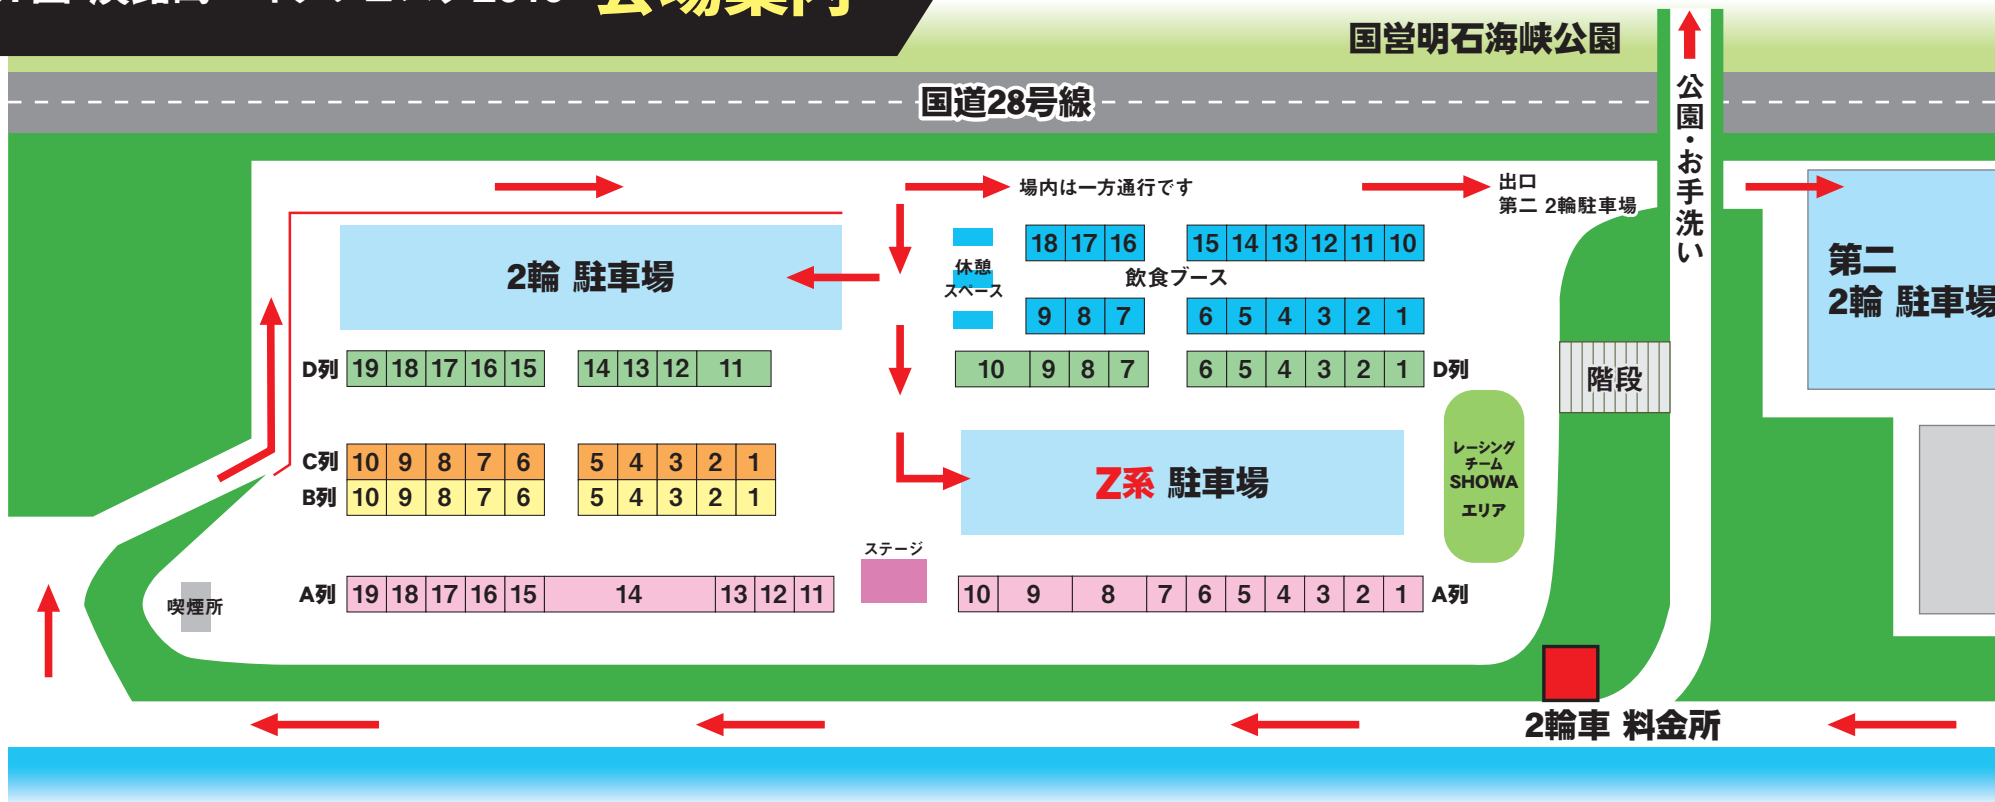 会場案内
国営明石海峡公園
国道28号線
公園・お手洗い
場内は一方通行です
出口
第二 2輪駐車場
18 17 16 15 14 13 12 11 10
2輪 駐車場
休憩
スペース
飲食ブース
第二
2輪 駐車場
9 8 7 6 5 4 3 2 1
D列 19 18 17 16 15 14 13 12 11 10 9 8 7 6 5 4 3 2 1 D列
階段
C列 10 9 8 7 6 5 4 3 2 1
B列 10 9 8 7 6 5 4 3 2 1
Z系 駐車場
レーシング
チーム
SHOWA
エリア
ステージ
喫煙所
A列 19 18 17 16 15 14 13 12 11 10 9 8 7 6 5 4 3 2 1 A列
2輪車 料金所